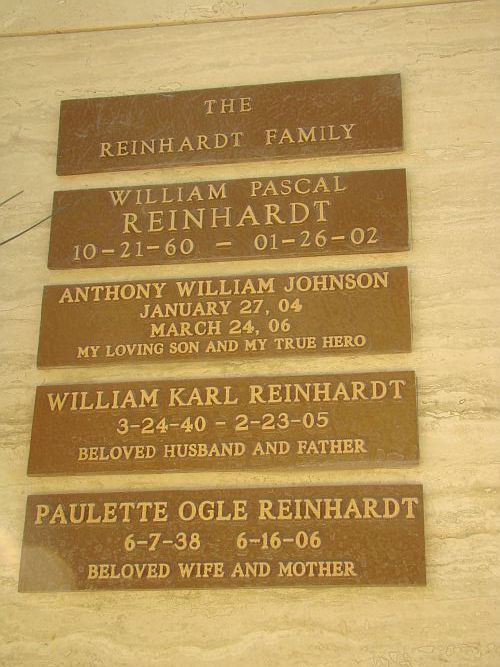 THE
REINHARDT FAMILY
WILLIAM PASCAL
REINHARDT
10-21-60 - 01-26-02
ANTHONY WILLIAM JOHNSON
JANUARY 27, 04
MARCH 24, 06
MY LOVING SON AND MY TRUE HERO
WILLIAM KARL REINHARDT
3-24-40 - 2-23-05
BELOVED HUSBAND AND FATHER
PAULETTE OGLE REINHARDT
6-7-38 6-16-06
BELOVED WIFE AND MOTHER